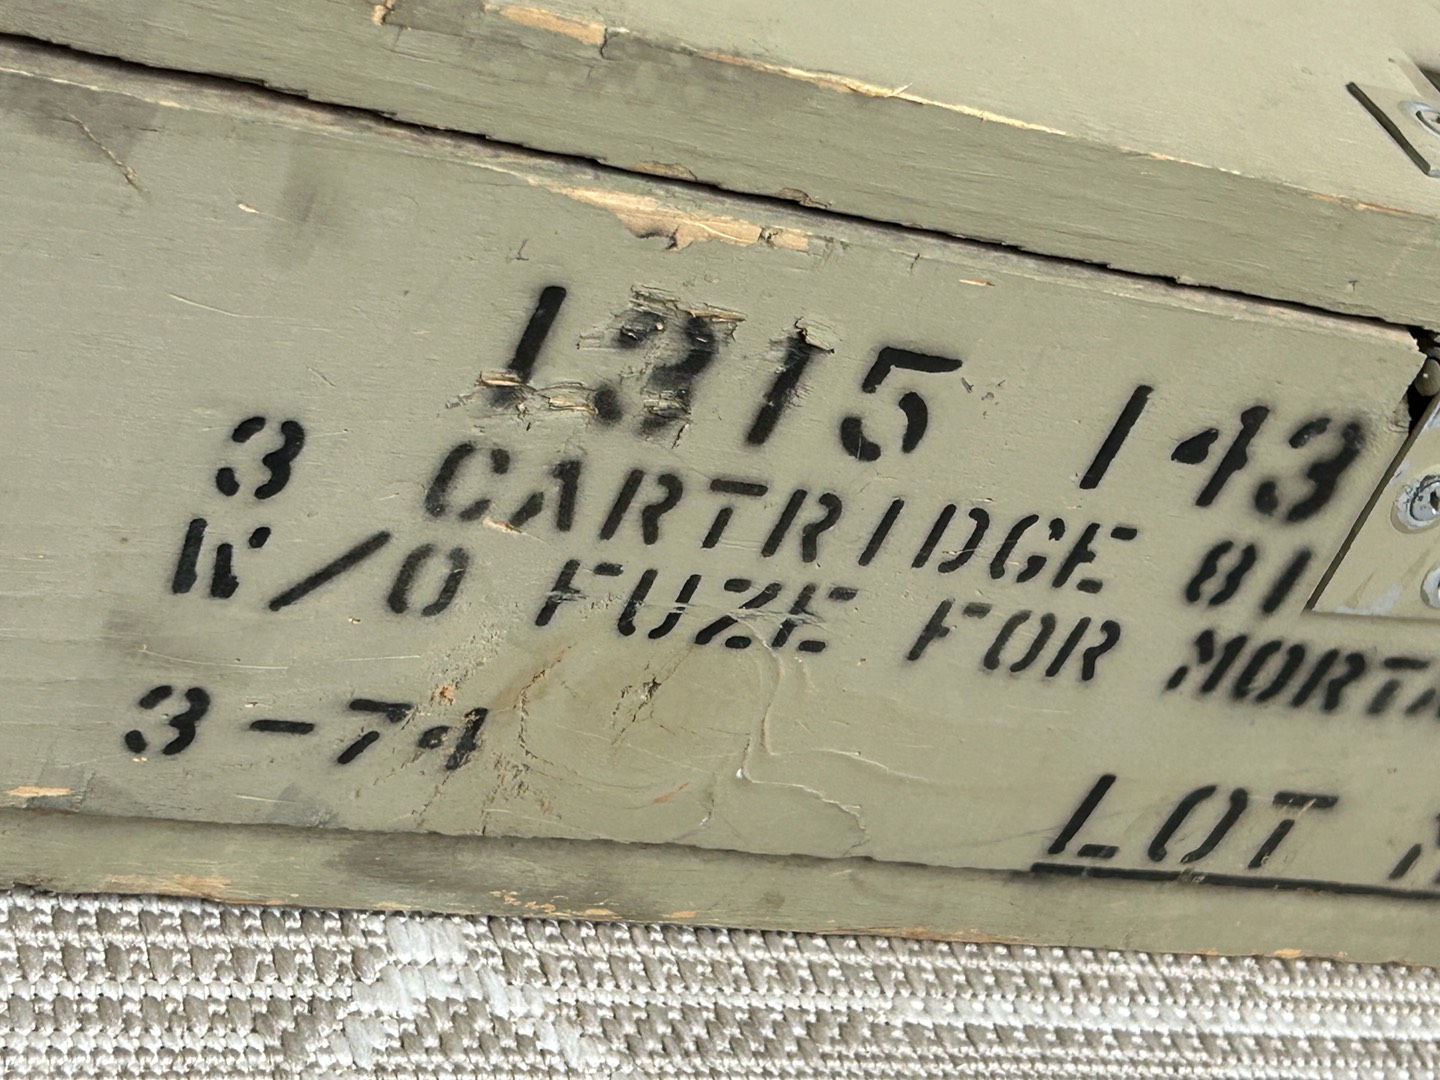 1315 143
3 CARTRIDGE 81
W/O FUZE FOR MORTA
3-74
LOT